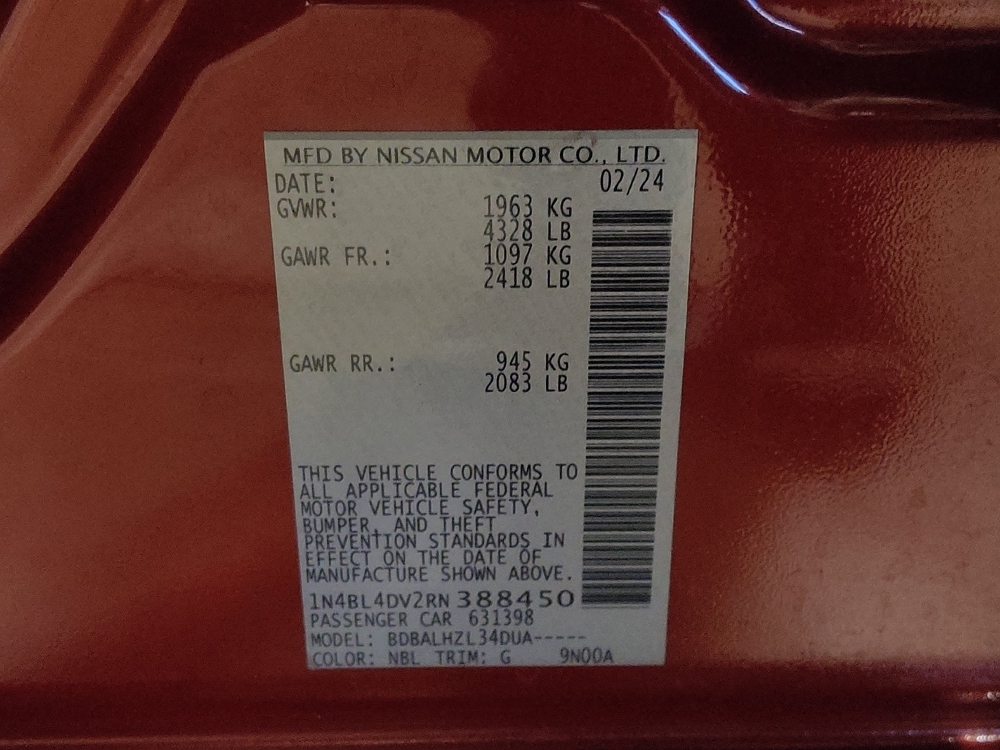 MFD BY NISSAN MOTOR CO., LTD.
DATE: 02/24
GVWR: 1963 KG
4328 LB
GAWR FR.: 1097 KG
2418 LB
GAWR RR.: 945 KG
2083 LB
THIS VEHICLE CONFORMS TO
ALL APPLICABLE FEDERAL
MOTOR VEHICLE SAFETY,
BUMPER, AND THEFT
PREVENTION STANDARDS IN
EFFECT ON THE DATE OF
MANUFACTURE SHOWN ABOVE.
1N4BL4DV2RN388450
PASSENGER CAR 631398
MODEL: BDBALHZL34DUA-----
COLOR: NBL TRIM: G 9N00A